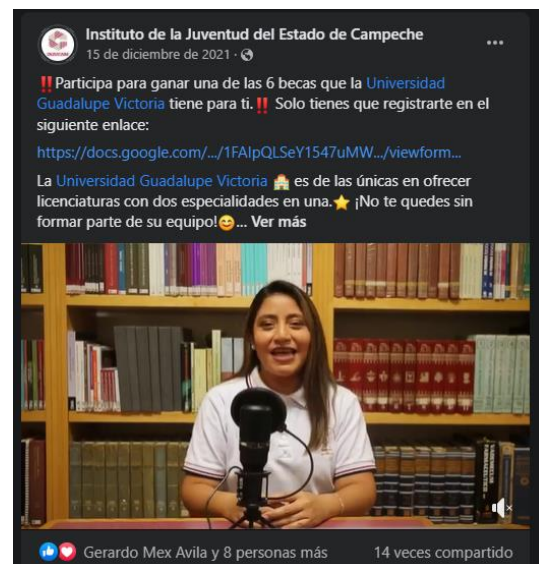 Instituto de la Juventud del Estado de Campeche
15 de diciembre de 2021 ·
‼️Participa para ganar una de las 6 becas que la Universidad
Guadalupe Victoria tiene para ti.‼️ Solo tienes que registrarte en el
siguiente enlace:
https://docs.google.com/.../1FAIpQLSeY1547uMW.../viewform...
La Universidad Guadalupe Victoria 🏫 es de las únicas en ofrecer
licenciaturas con dos especialidades en una.⭐ ¡No te quedes sin
formar parte de su equipo!😊... Ver más
Gerardo Mex Avila y 8 personas más
14 veces compartido